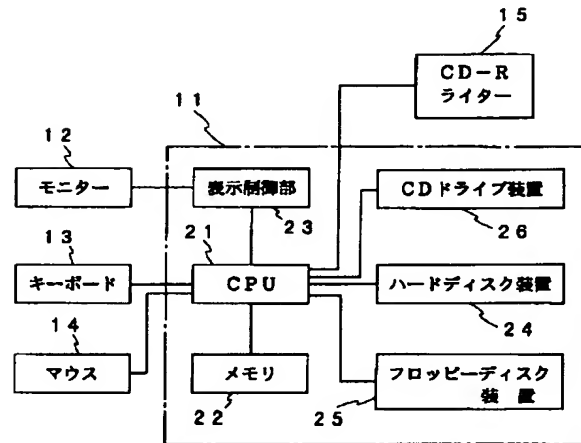 15
CD-R
ライター
11
12
モニター
表示制御部
23
CDドライブ装置
26
13
キーボード
21
CPU
ハードディスク装置
24
14
マウス
メモリ
22
フロッピーディスク
装置
25